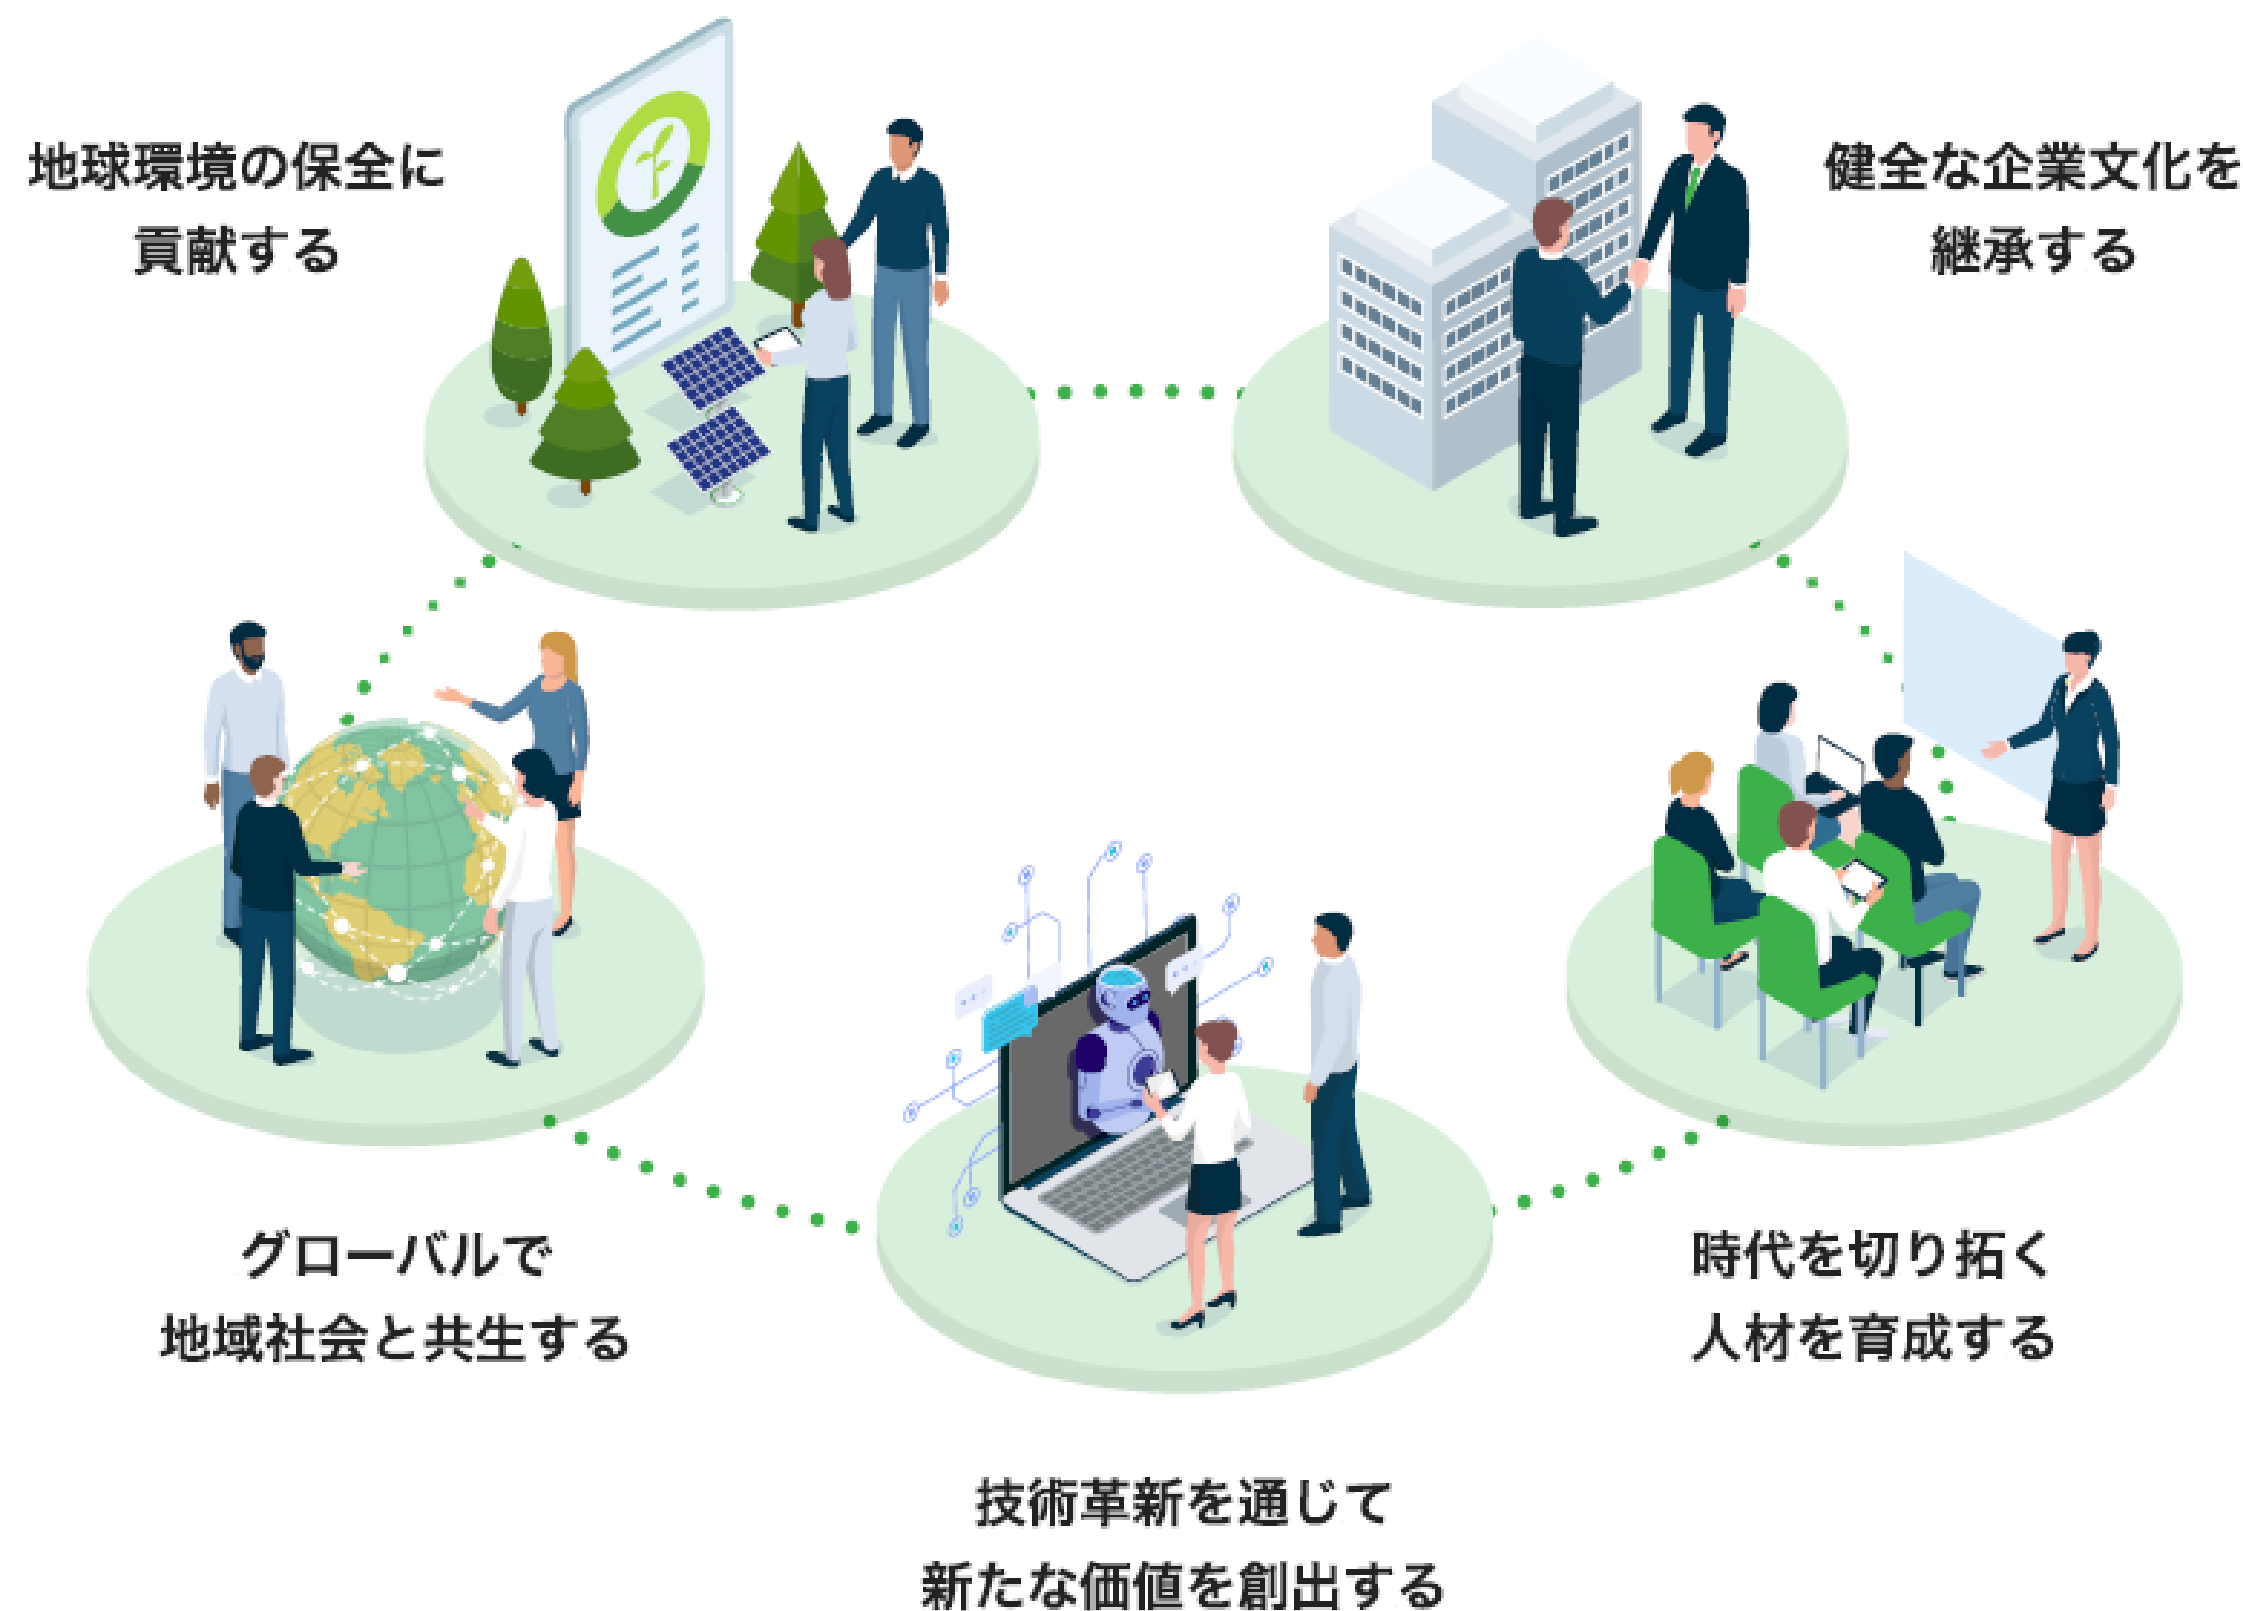 地球環境の保全に
貢献する
健全な企業文化を
継承する
グローバルで
地域社会と共生する
時代を切り拓く
人材を育成する
技術革新を通じて
新たな価値を創出する